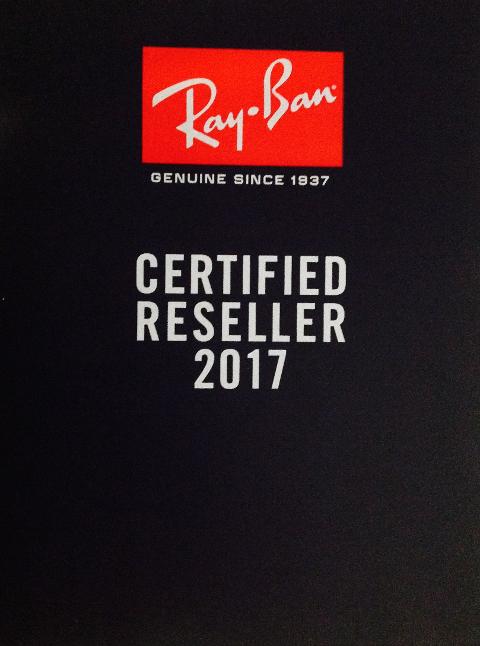 Ray-Ban
GENUINE SINCE 1937
CERTIFIED
RESELLER
2017